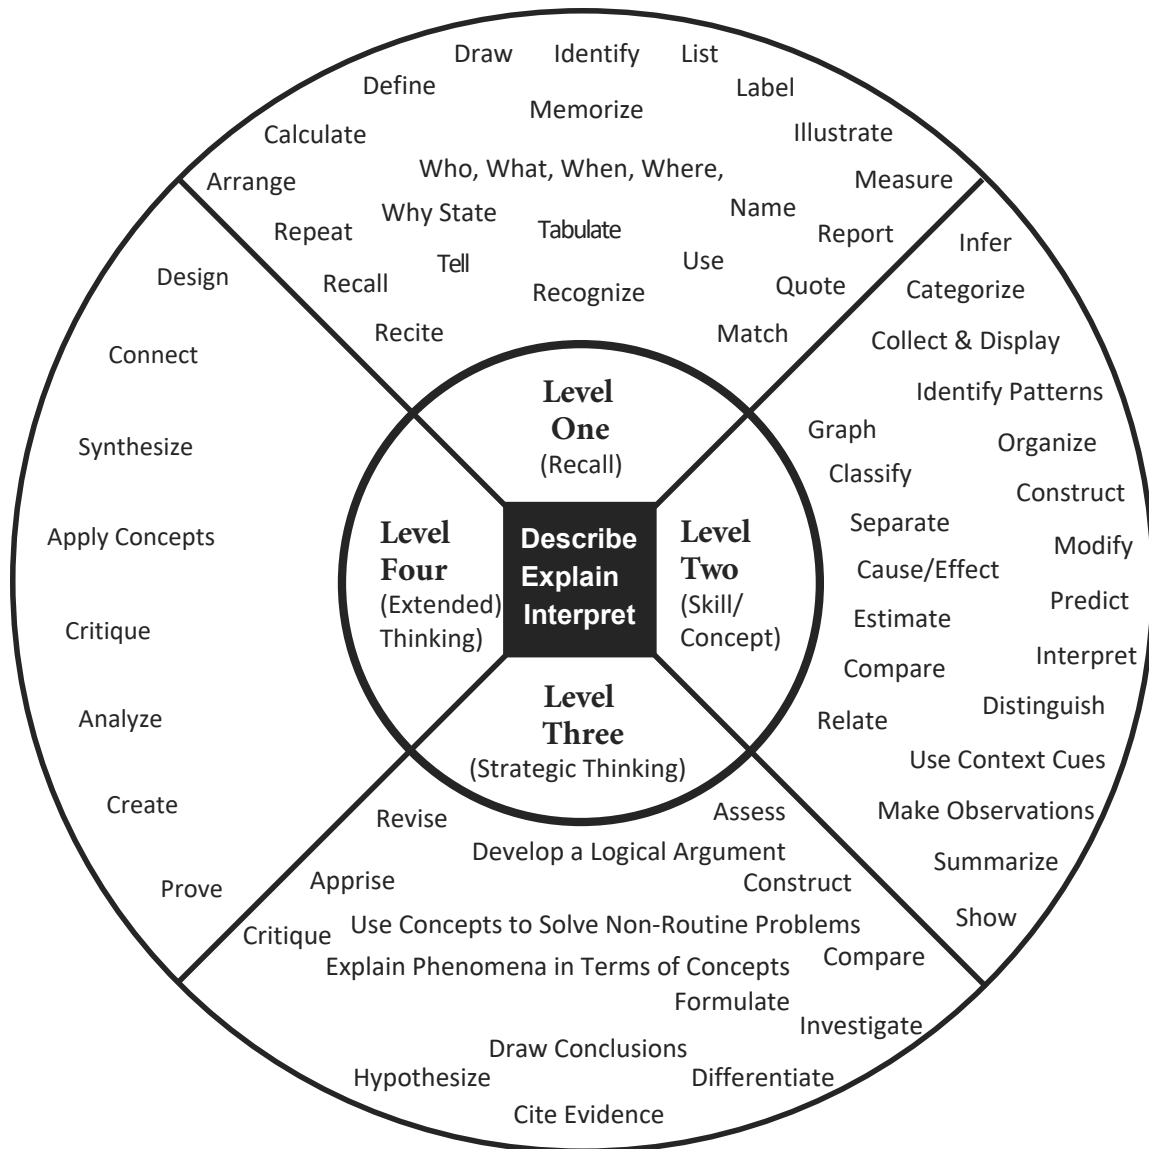 Draw
Identify
List
Define
Label
Memorize
Calculate
Illustrate
Who, What, When, Where,
Arrange
Measure
Why State
Name
Repeat
Tabulate
Report
Tell
Use
Recall
Recognize
Quote
Recite
Match
Level
One
(Recall)
Infer
Categorize
Collect & Display
Identify Patterns
Graph
Organize
Classify
Construct
Separate
Modify
Cause/Effect
Predict
Estimate
Interpret
Compare
Distinguish
Relate
Use Context Cues
Make Observations
Summarize
Show
Level
Two
(Skill/
Concept)
Describe
Explain
Interpret
Level
Four
(Extended)
Thinking)
Design
Connect
Synthesize
Apply Concepts
Critique
Analyze
Create
Prove
Level
Three
(Strategic Thinking)
Revise
Assess
Develop a Logical Argument
Apprise
Construct
Use Concepts to Solve Non-Routine Problems
Critique
Compare
Explain Phenomena in Terms of Concepts
Formulate
Investigate
Draw Conclusions
Hypothesize
Differentiate
Cite Evidence